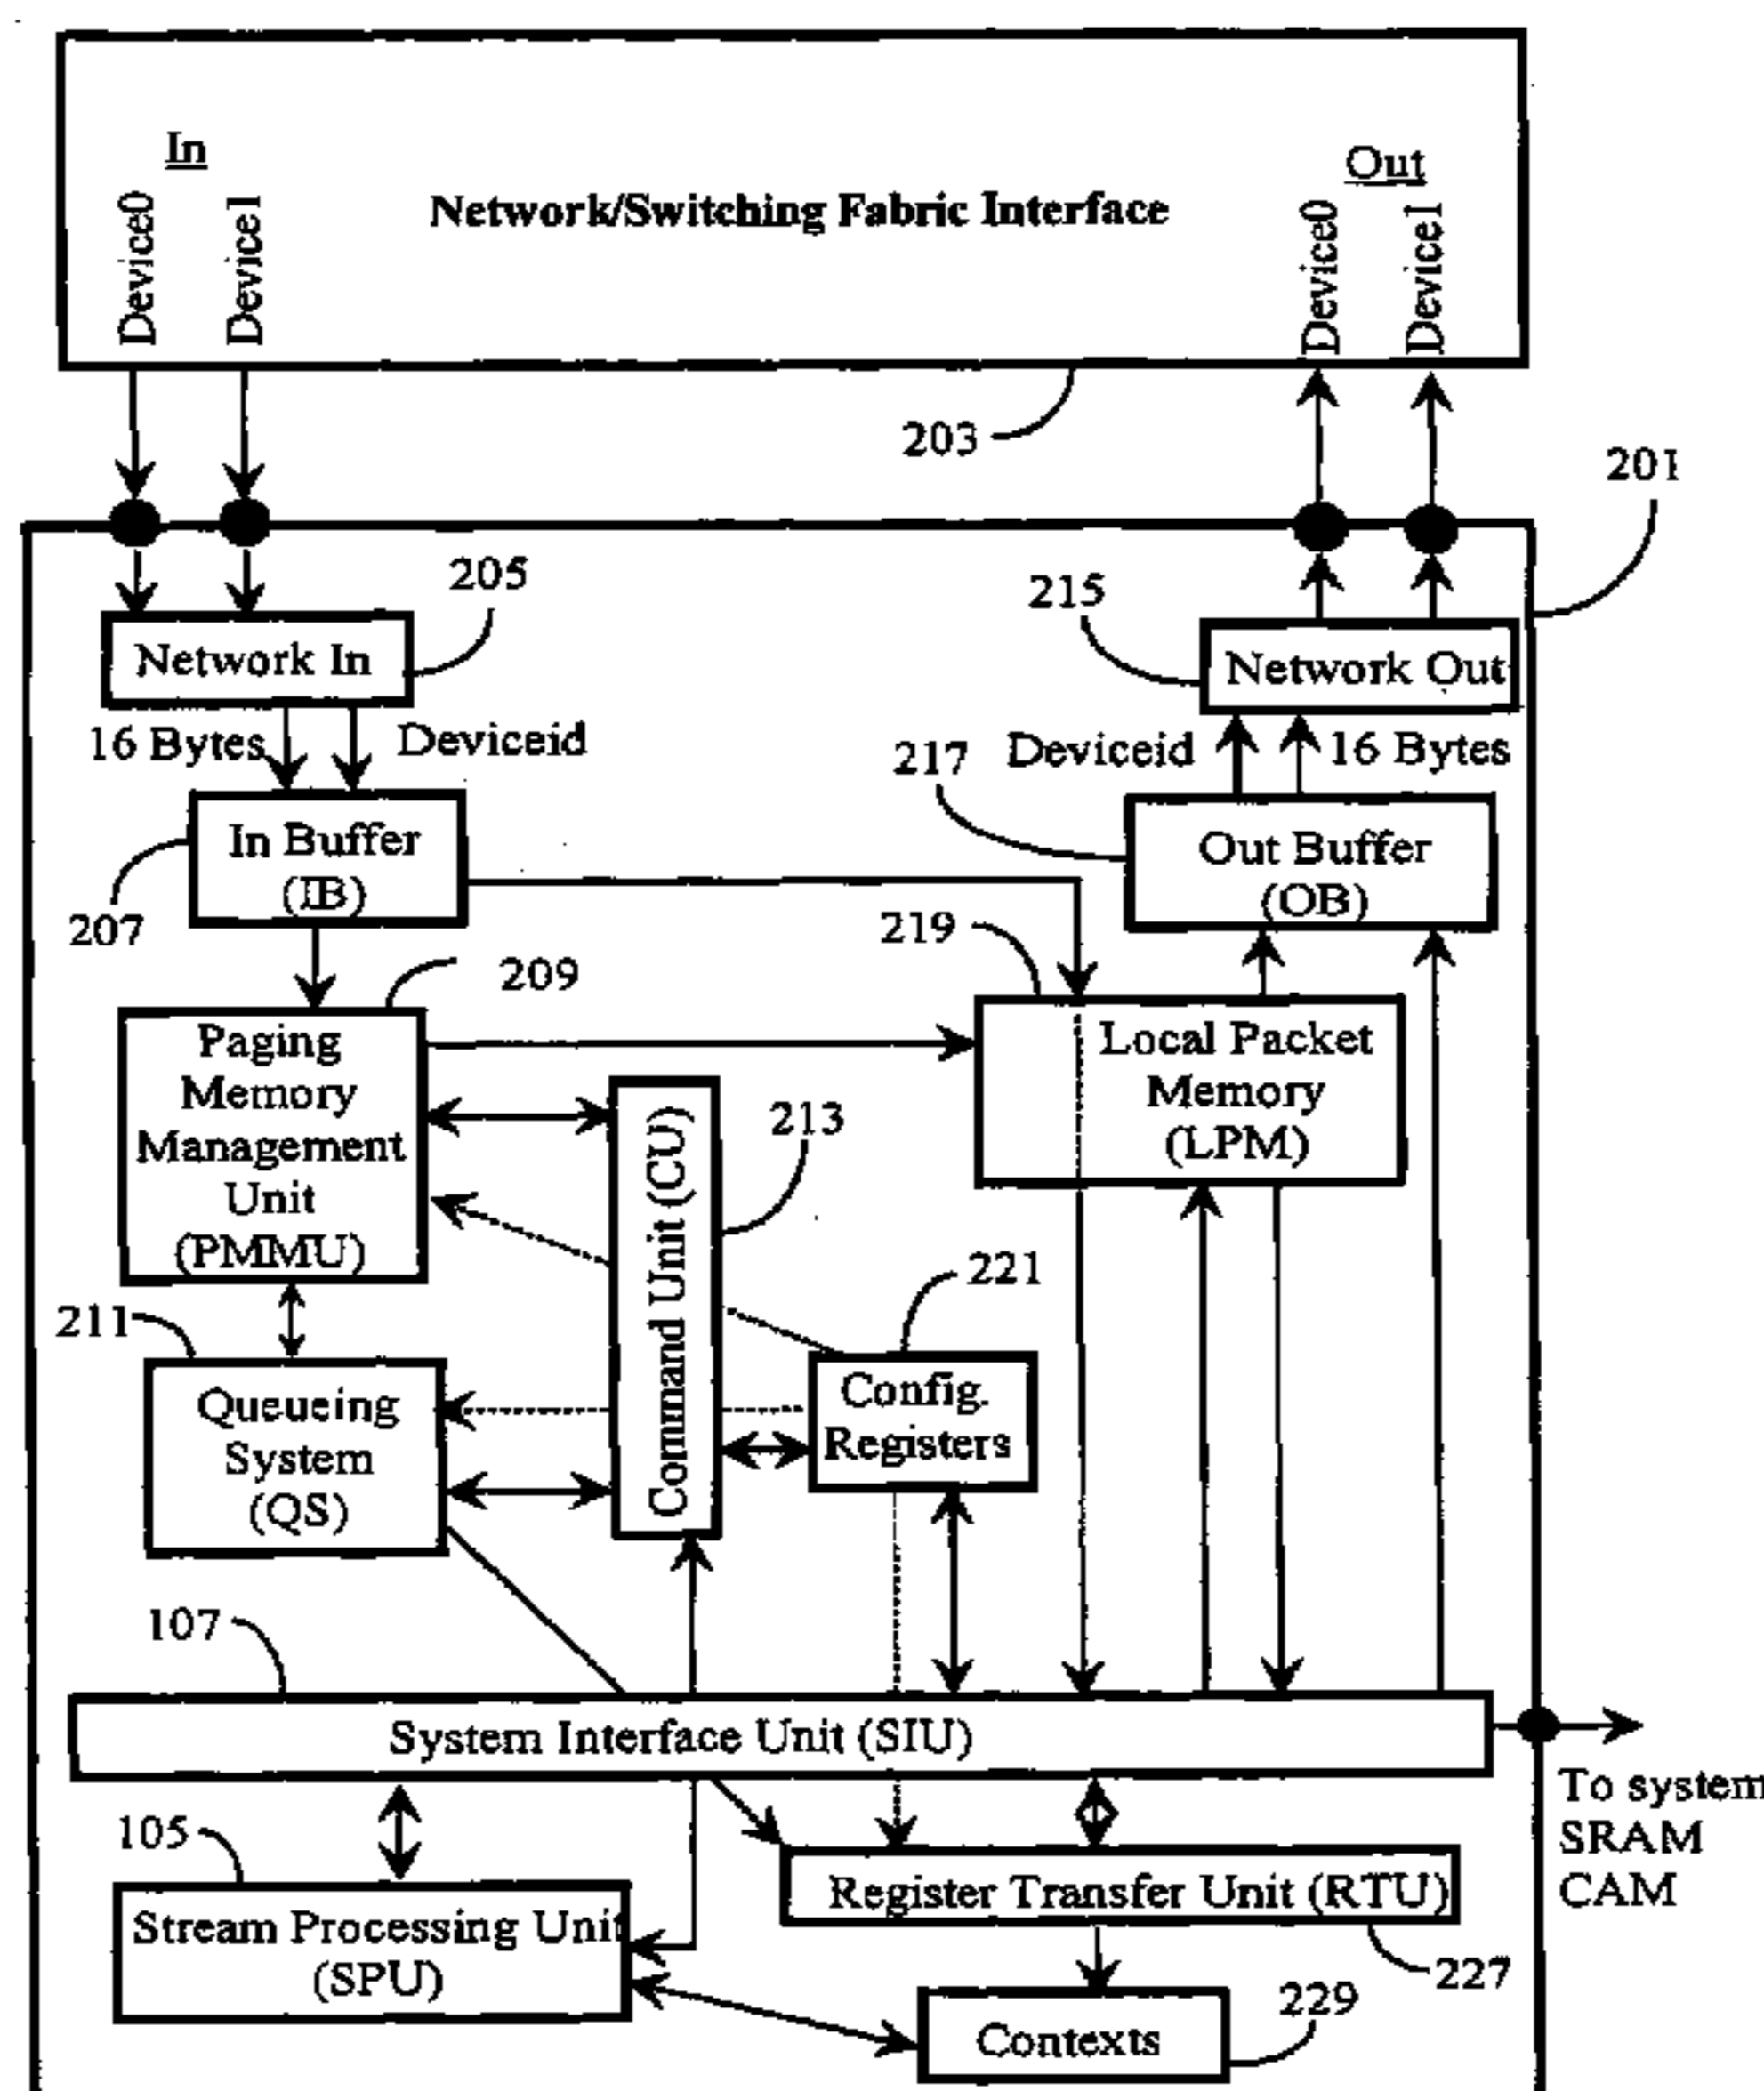 In
Out
Device0
Device1
Network/Switching Fabric Interface
Device0
Device1
203
201
205
215
Network In
Network Out
16 Bytes
Deviceid
217
Deviceid
16 Bytes
In Buffer
(IB)
Out Buffer
(OB)
207
219
209
Paging
Memory
Management
Unit
(PMMU)
Local Packet
Memory
(LPM)
213
Command Unit (CU)
221
211
Queueing
System
(QS)
Config.
Registers
107
System Interface Unit (SIU)
To system
SRAM
CAM
105
Stream Processing Unit
(SPU)
Register Transfer Unit (RTU)
227
229
Contexts